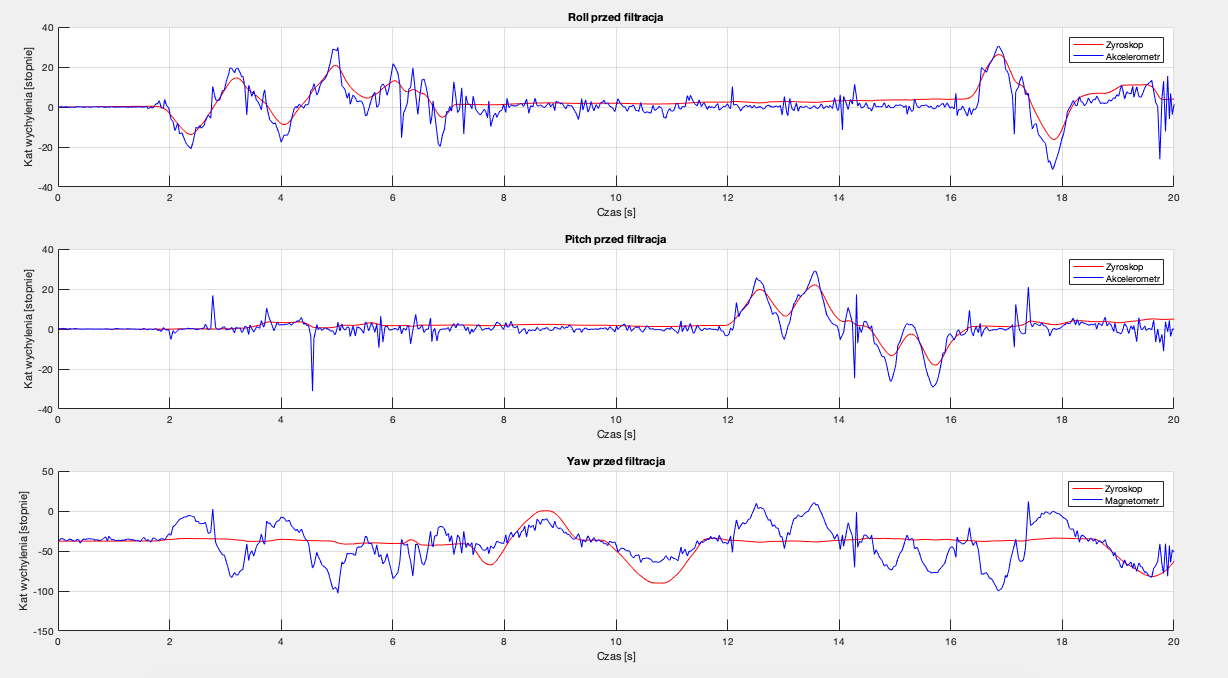 Roll przed filtracja
40
20
0
-20
-40
Kat wychylenia [stopnie]
Zyroskop
Akcelerometr
0 2 4 6 8 10 12 14 16 18 20
Czas [s]
Pitch przed filtracja
40
20
0
-20
-40
Kat wychylenia [stopnie]
Zyroskop
Akcelerometr
0 2 4 6 8 10 12 14 16 18 20
Czas [s]
Yaw przed filtracja
50
0
-50
-100
-150
Kat wychylenia [stopnie]
Zyroskop
Magnetometr
0 2 4 6 8 10 12 14 16 18 20
Czas [s]